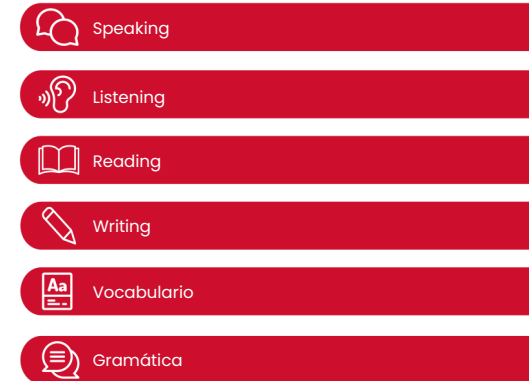 Speaking
Listening
Reading
Writing
Aa
Vocabulario
Gramática